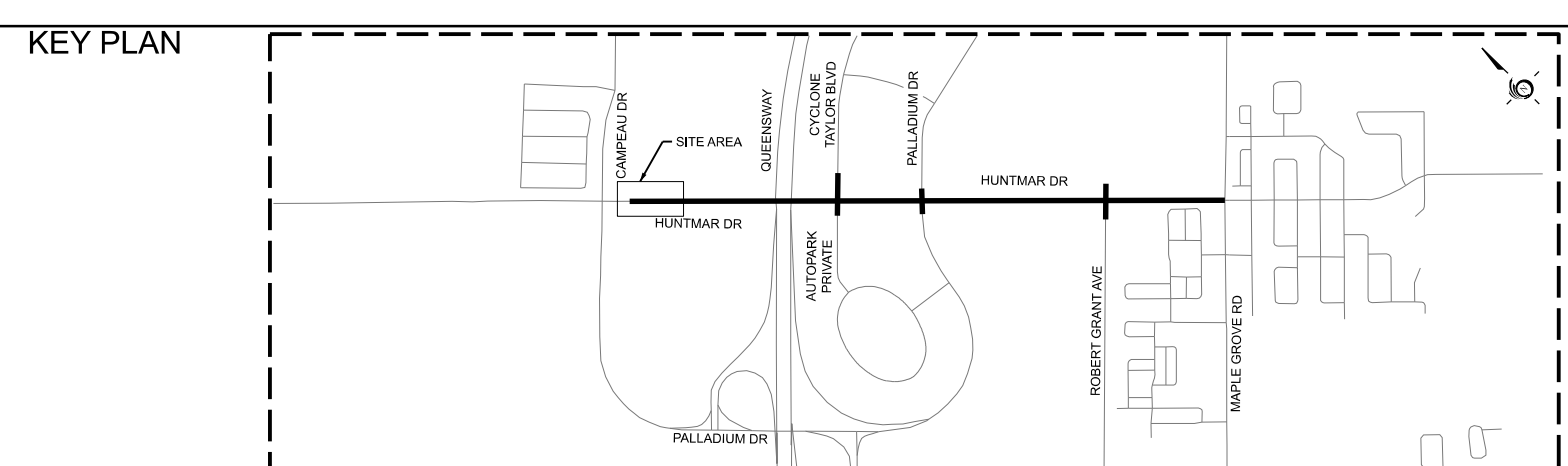 KEY PLAN
CAMPEAU DR
SITE AREA
QUEENSWAY
CYCLONE
TAYLOR BLVD
PALLADIUM DR
HUNTMAR DR
HUNTMAR DR
AUTOPARK
PRIVATE
ROBERT GRANT AVE
MAPLE GROVE RD
PALLADIUM DR